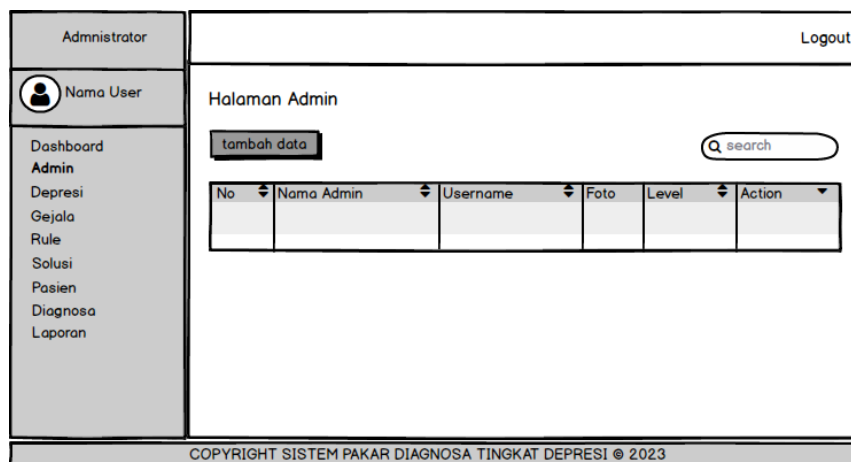 Admnistrator
Logout
Nama User
Halaman Admin
tambah data
search
No Nama Admin Username Foto Level Action
Dashboard
Admin
Depresi
Gejala
Rule
Solusi
Pasien
Diagnosa
Laporan
COPYRIGHT SISTEM PAKAR DIAGNOSA TINGKAT DEPRESI © 2023